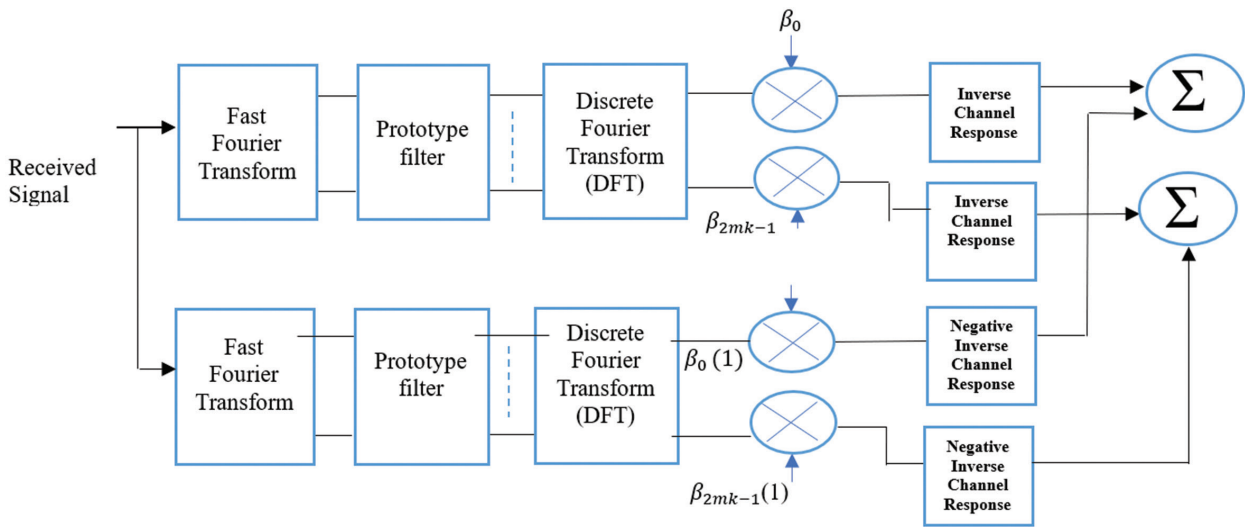 Received
Signal
Fast
Fourier
Transform
Prototype
filter
Discrete
Fourier
Transform
(DFT)
β₀
β₂ₘₖ₋₁
Inverse
Channel
Response
Σ
Inverse
Channel
Response
Σ
Fast
Fourier
Transform
Prototype
filter
Discrete
Fourier
Transform
(DFT)
β₀ (1)
β₂ₘₖ₋₁(1)
Negative
Inverse
Channel
Response
Negative
Inverse
Channel
Response